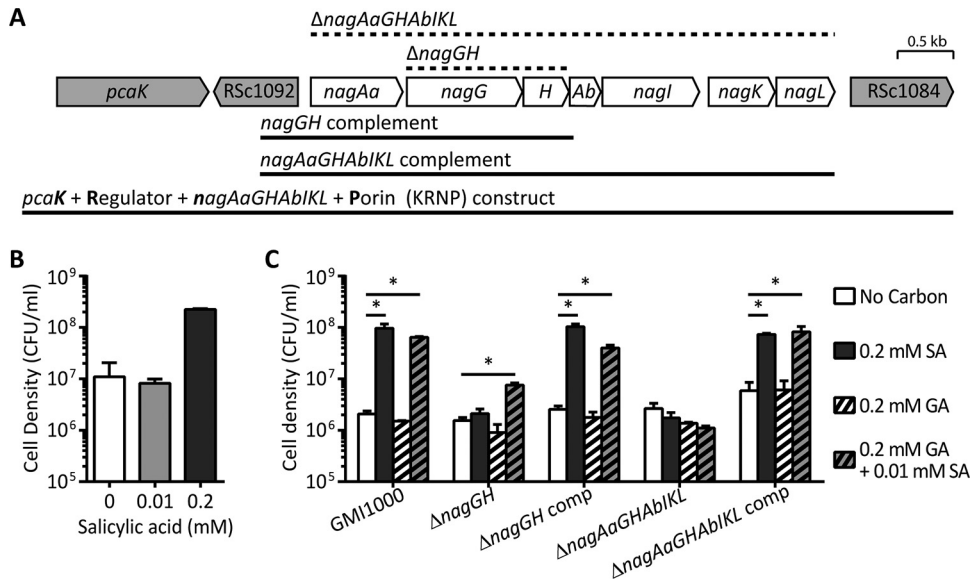 A
ΔnagAaGHAbIKL
ΔnagGH
0.5 kb
pcaK RSc1092 nagAa nagG H Ab nagI nagK nagL RSc1084
nagGH complement
nagAaGHAbIKL complement
pcaK + Regulator + nagAaGHAbIKL + Porin (KRNP) construct
B
Cell Density (CFU/ml)
10⁹
10⁸
10⁷
10⁶
10⁵
0 0.01 0.2
Salicylic acid (mM)
C
Cell density (CFU/ml)
10⁹
10⁸
10⁷
10⁶
10⁵
* * * * * * *
GMI1000
ΔnagGH
ΔnagGH comp
ΔnagAaGHAbIKL
ΔnagAaGHAbIKL comp
No Carbon
0.2 mM SA
0.2 mM GA
0.2 mM GA
+ 0.01 mM SA